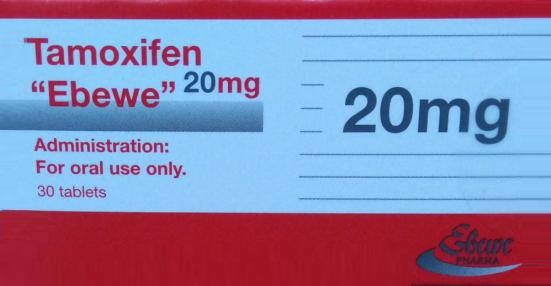 Tamoxifen
“Ebewe” 20mg
20mg
Administration:
For oral use only.
30 tablets
Ebewe
PHARMA